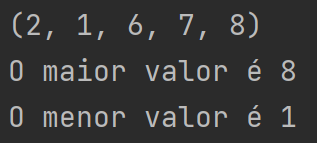 (2, 1, 6, 7, 8)
O maior valor é 8
O menor valor é 1